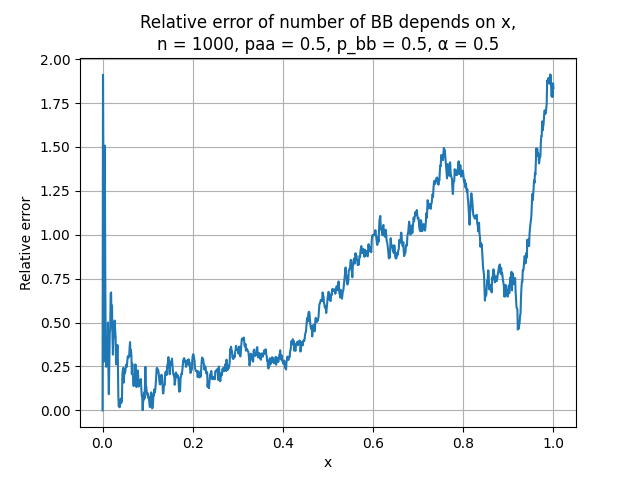 Relative error of number of BB depends on x,
n = 1000, paa = 0.5, p_bb = 0.5, α = 0.5
2.00
1.75
1.50
1.25
1.00
0.75
0.50
0.25
0.00
Relative error
0.0 0.2 0.4 0.6 0.8 1.0
x